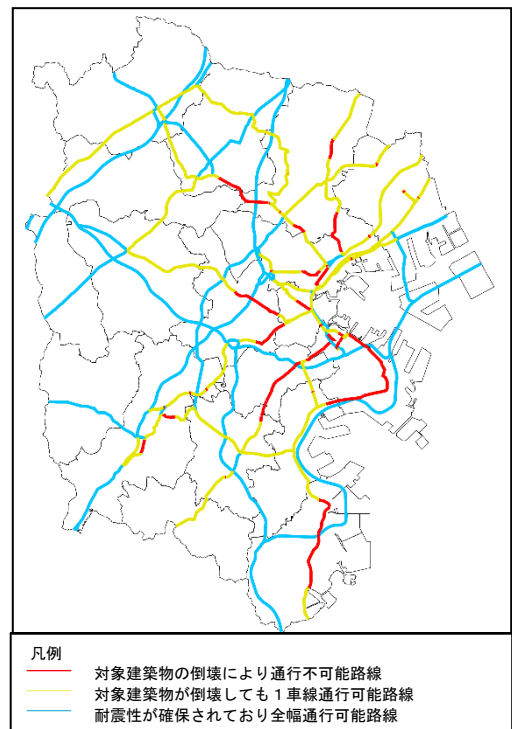 凡例
対象建築物の倒壊により通行不可能路線
対象建築物が倒壊しても１車線通行可能路線
耐震性が確保されており全幅通行可能路線